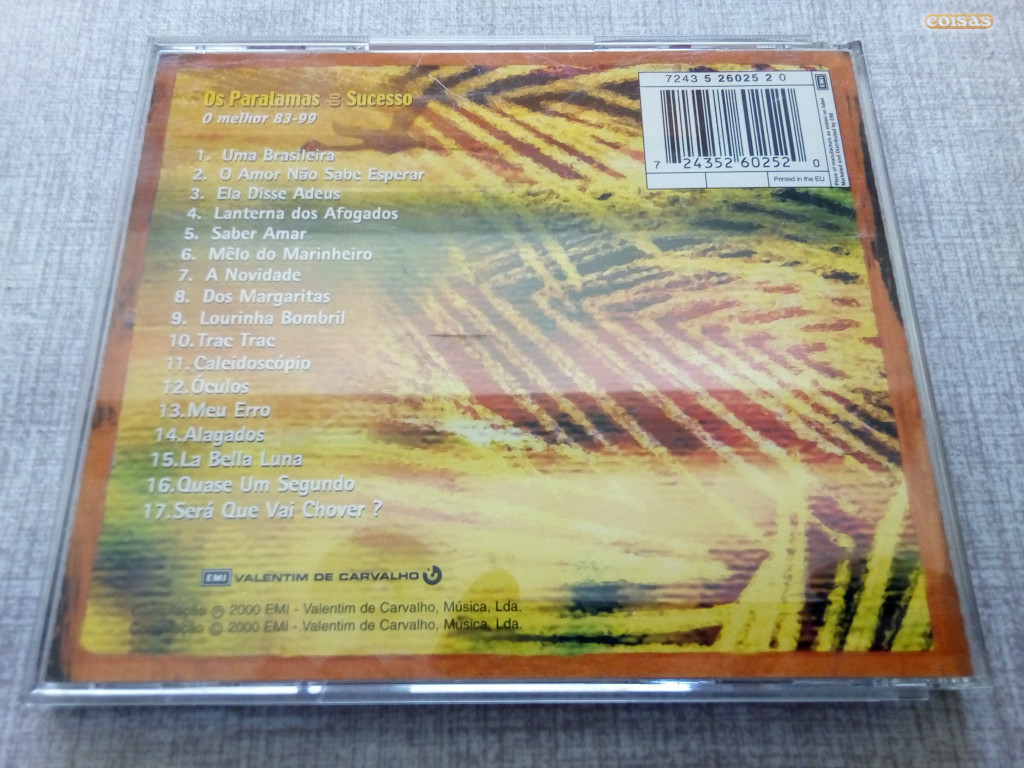 coisas
Os Paralamas do Sucesso
O melhor 83-99
1. Uma Brasileira
2. O Amor Não Sabe Esperar
3. Ela Disse Adeus
4. Lanterna dos Afogados
5. Saber Amar
6. Mêlo do Marinheiro
7. A Novidade
8. Dos Margaritas
9. Lourinha Bombril
10. Trac Trac
11. Caleidoscópio
12. Óculos
13. Meu Erro
14. Alagados
15. La Bella Luna
16. Quase Um Segundo
17. Será Que Vai Chover ?
EMI VALENTIM DE CARVALHO
Compilação ℗ 2000 EMI - Valentim de Carvalho, Música, Lda.
Compilação © 2000 EMI - Valentim de Carvalho, Música, Lda.
7243 5 26025 2 0
7 24352 60252 0
Printed in the EU
EMI